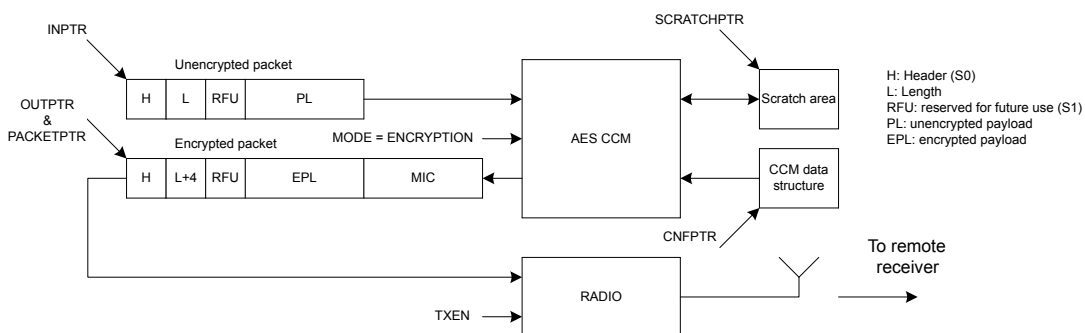 SCRATCHPTR
INPTR
Unencrypted packet
H L RFU PL
OUTPTR
&
PACKETPTR
MODE = ENCRYPTION
Encrypted packet
H L+4 RFU EPL MIC
AES CCM
Scratch area
CCM data
structure
CNFPTR
H: Header (S0)
L: Length
RFU: reserved for future use (S1)
PL: unencrypted payload
EPL: encrypted payload
To remote
receiver
RADIO
TXEN